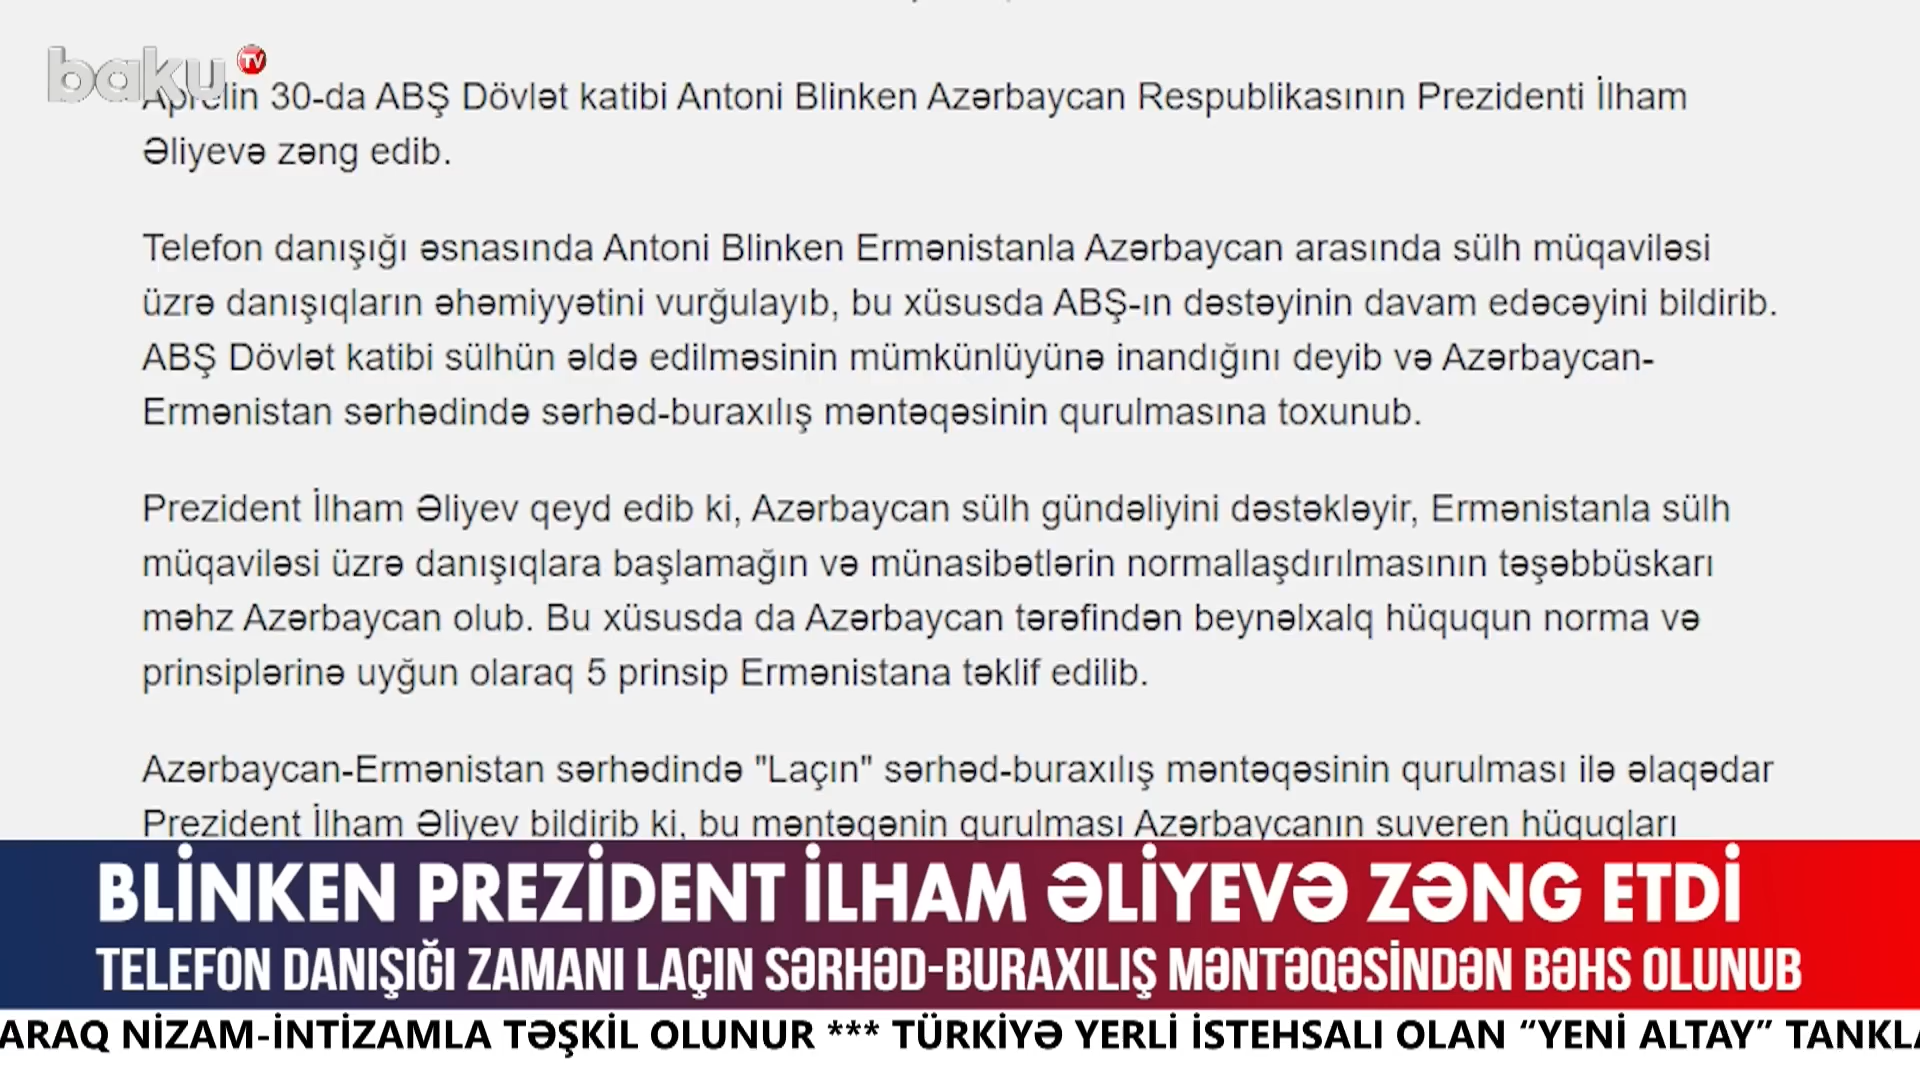 baku TV
Aprelin 30-da ABŞ Dövlət katibi Antoni Blinken Azərbaycan Respublikasının Prezidenti İlham
Əliyevə zəng edib.
Telefon danışığı əsnasında Antoni Blinken Ermənistanla Azərbaycan arasında sülh müqaviləsi
üzrə danışıqların əhəmiyyətini vurğulayıb, bu xüsusda ABŞ-ın dəstəyinin davam edəcəyini bildirib.
ABŞ Dövlət katibi sülhün əldə edilməsinin mümkünlüyünə inandığını deyib və Azərbaycan-
Ermənistan sərhədində sərhəd-buraxılış məntəqəsinin qurulmasına toxunub.
Prezident İlham Əliyev qeyd edib ki, Azərbaycan sülh gündəliyini dəstəkləyir, Ermənistanla sülh
müqaviləsi üzrə danışıqlara başlamağın və münasibətlərin normallaşdırılmasının təşəbbüskarı
məhz Azərbaycan olub. Bu xüsusda da Azərbaycan tərəfindən beynəlxalq hüququn norma və
prinsiplərinə uyğun olaraq 5 prinsip Ermənistana təklif edilib.
Azərbaycan-Ermənistan sərhədində "Laçın" sərhəd-buraxılış məntəqəsinin qurulması ilə əlaqədar
Prezident İlham Əliyev bildirib ki, bu məntəqənin qurulması Azərbaycanın suveren hüquqları
BLİNKEN PREZİDENT İLHAM ƏLİYEVƏ ZƏNG ETDİ
TELEFON DANIŞIĞI ZAMANI LAÇIN SƏRHƏD-BURAXILIŞ MƏNTƏQƏSİNDƏN BƏHS OLUNUB
ARAQ NİZAM-İNTİZAMLA TƏŞKİL OLUNUR *** TÜRKİYƏ YERLİ İSTEHSALI OLAN “YENİ ALTAY” TANKLA